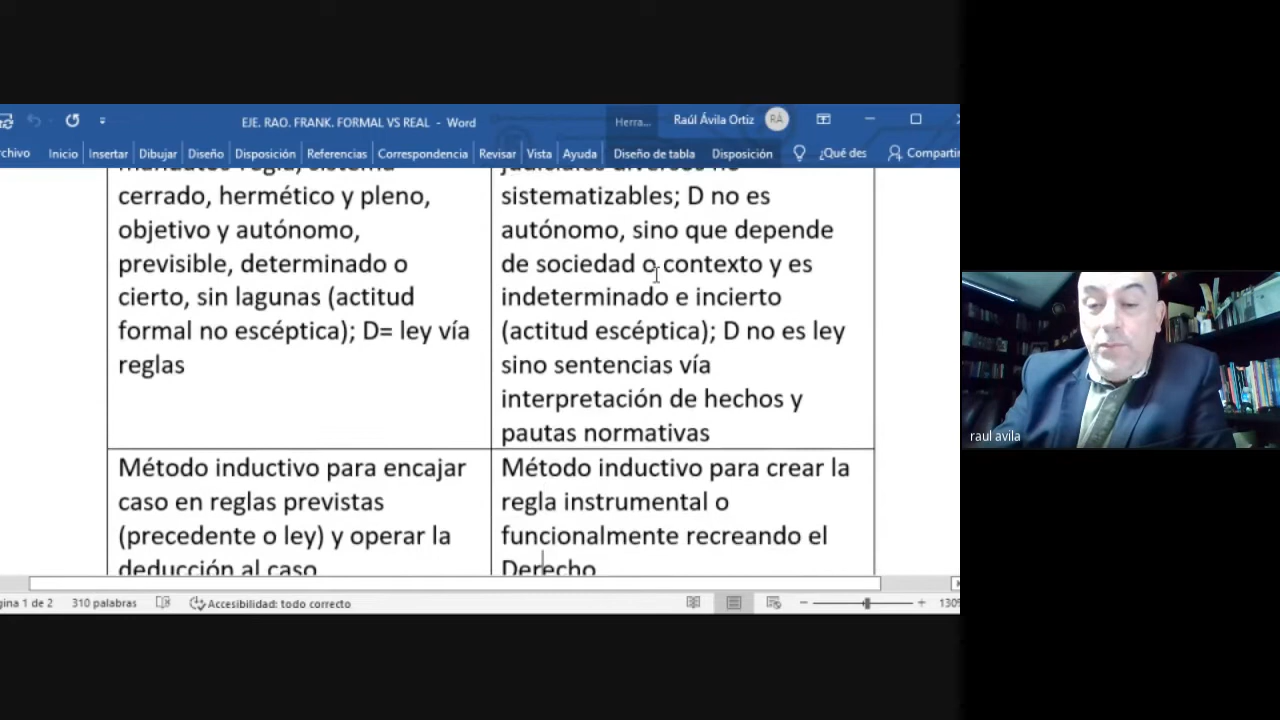 EJE. RAO. FRANK. FORMAL VS REAL - Word
Herra... Raúl Ávila Ortiz RÁ
rchivo Inicio Insertar Dibujar Diseño Disposición Referencias Correspondencia Revisar Vista Ayuda Diseño de tabla Disposición ¿Qué des Compartir
cerrado, hermético y pleno,
objetivo y autónomo,
previsible, determinado o
cierto, sin lagunas (actitud
formal no escéptica); D= ley vía
reglas
sistematizables; D no es
autónomo, sino que depende
de sociedad o contexto y es
indeterminado e incierto
(actitud escéptica); D no es ley
sino sentencias vía
interpretación de hechos y
pautas normativas
Método inductivo para encajar
caso en reglas previstas
(precedente o ley) y operar la
deducción al caso
Método inductivo para crear la
regla instrumental o
funcionalmente recreando el
Derecho
gina 1 de 2 310 palabras Accesibilidad: todo correcto 130%
raul avila